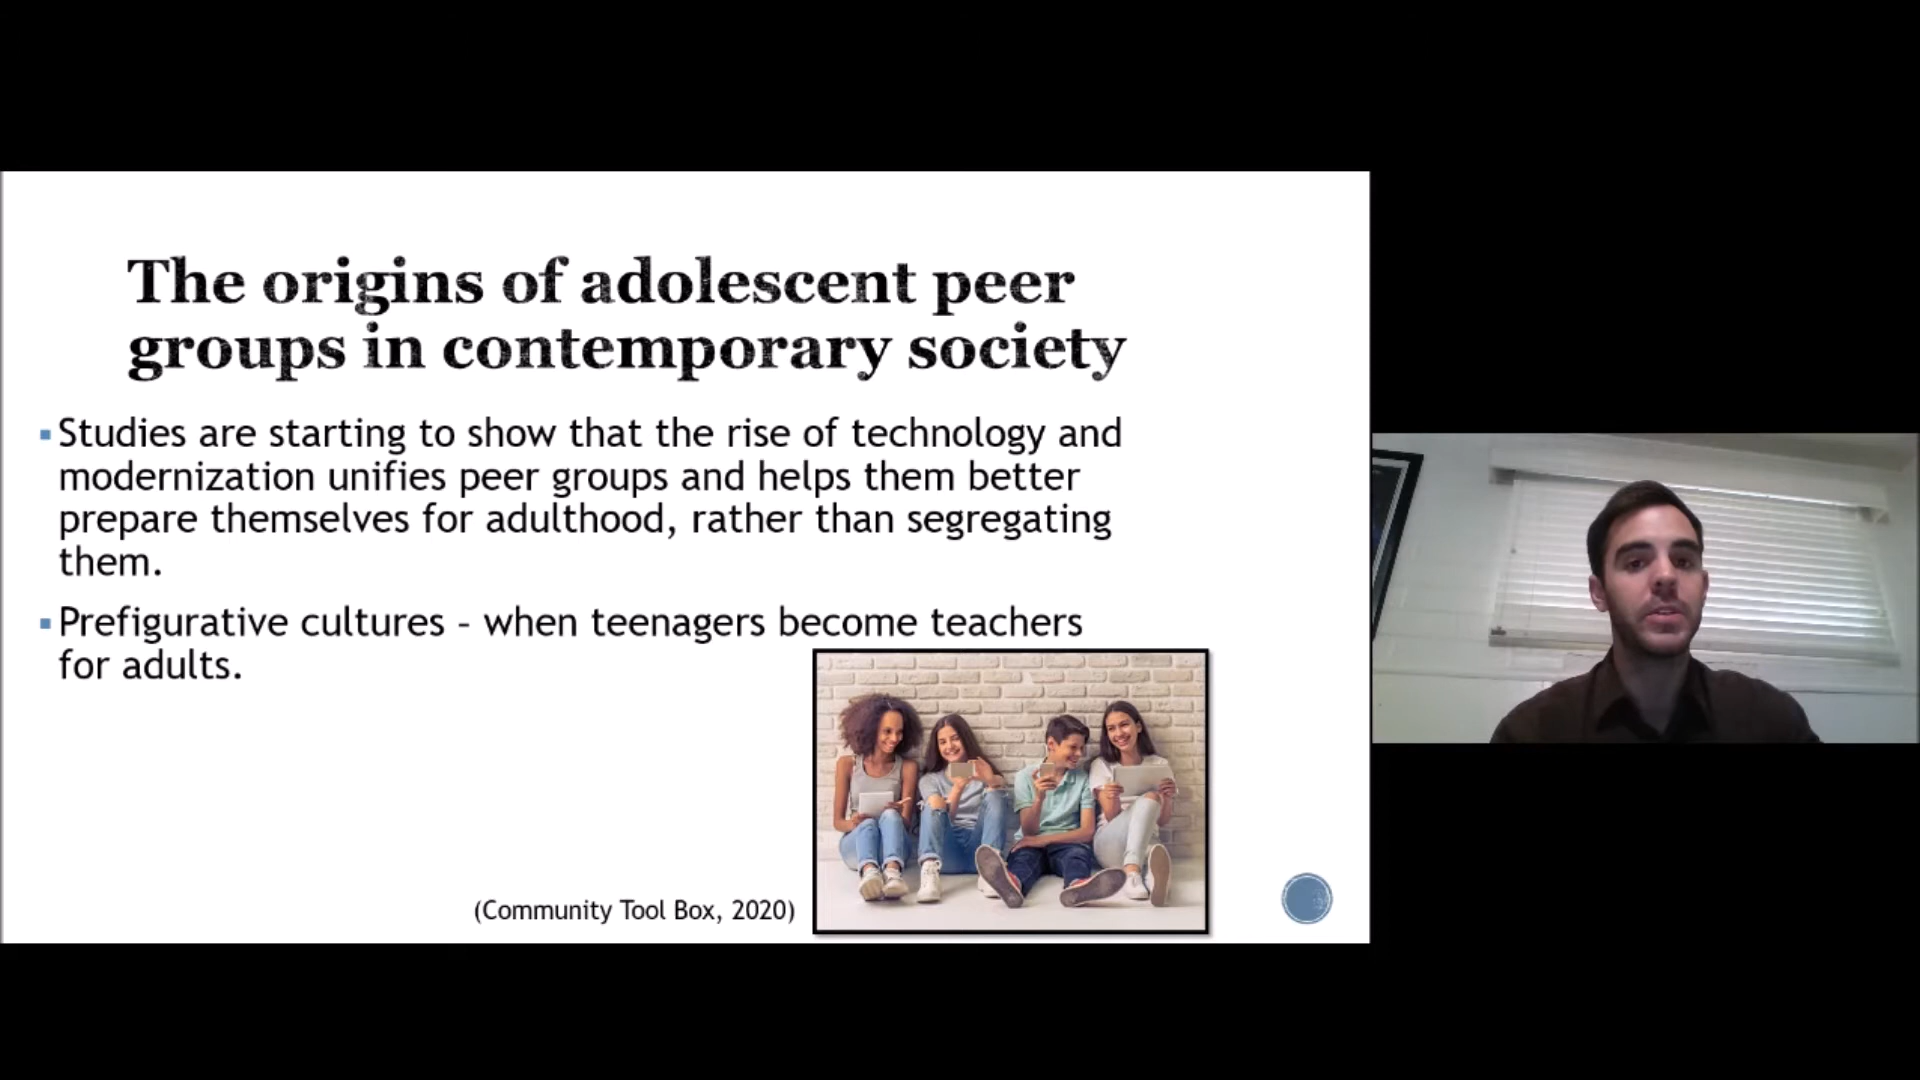 The origins of adolescent peer
groups in contemporary society
▪Studies are starting to show that the rise of technology and
modernization unifies peer groups and helps them better
prepare themselves for adulthood, rather than segregating
them.
▪Prefigurative cultures – when teenagers become teachers
for adults.
(Community Tool Box, 2020)